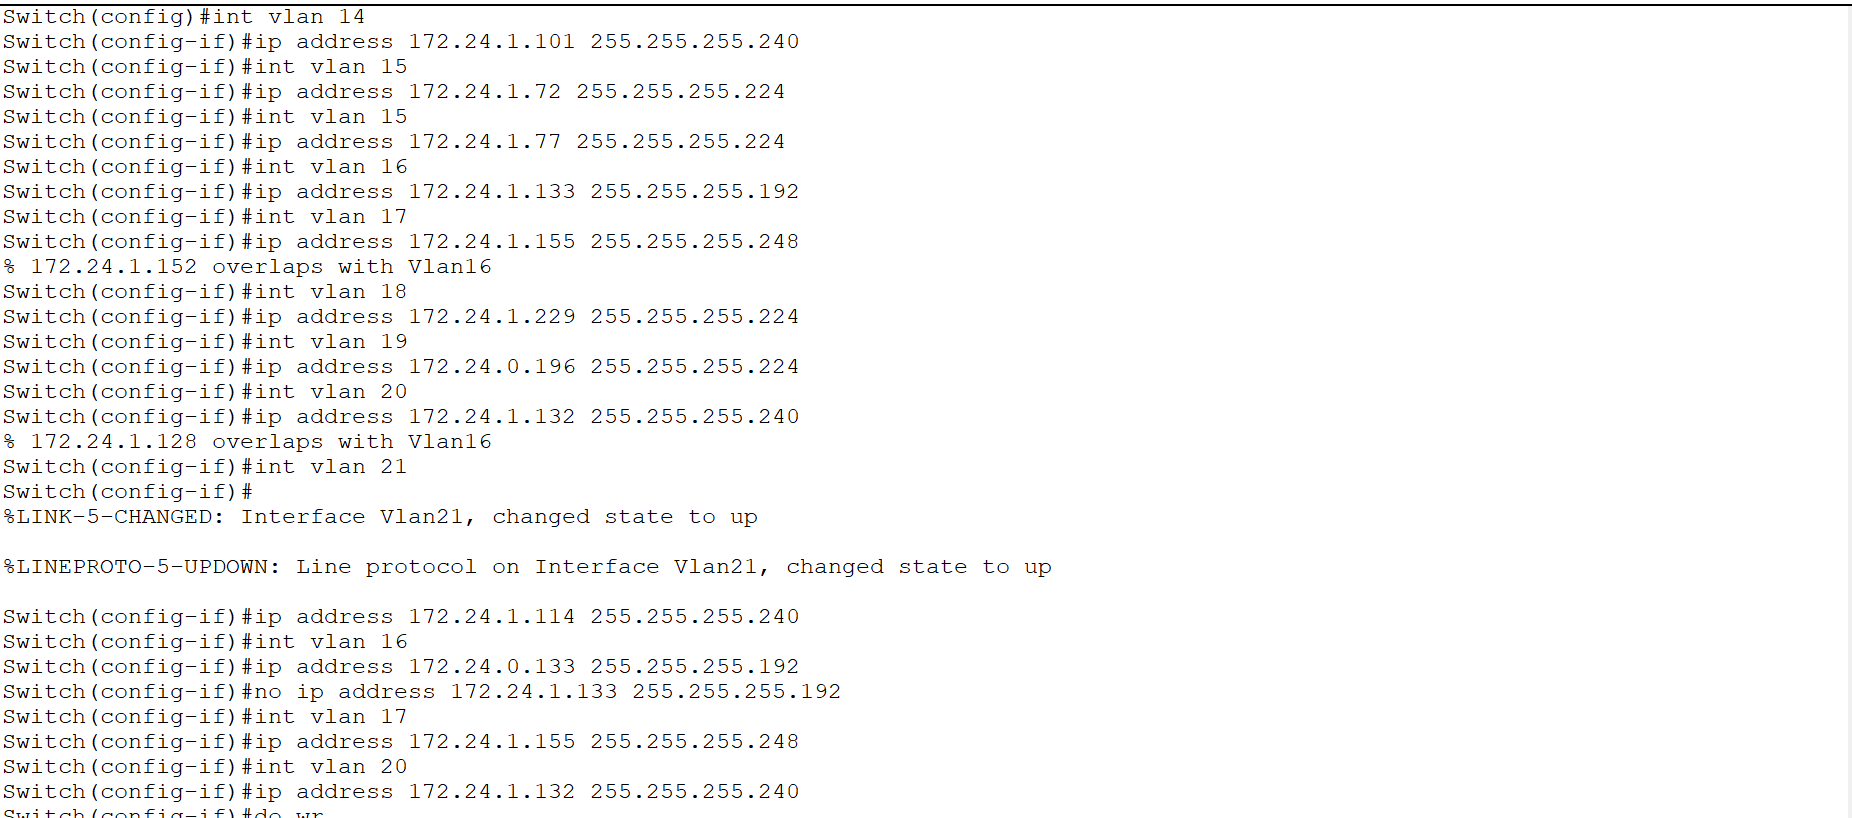 Switch(config)#int vlan 14
Switch(config-if)#ip address 172.24.1.101 255.255.255.240
Switch(config-if)#int vlan 15
Switch(config-if)#ip address 172.24.1.72 255.255.255.224
Switch(config-if)#int vlan 15
Switch(config-if)#ip address 172.24.1.77 255.255.255.224
Switch(config-if)#int vlan 16
Switch(config-if)#ip address 172.24.1.133 255.255.255.192
Switch(config-if)#int vlan 17
Switch(config-if)#ip address 172.24.1.155 255.255.255.248
% 172.24.1.152 overlaps with Vlan16
Switch(config-if)#int vlan 18
Switch(config-if)#ip address 172.24.1.229 255.255.255.224
Switch(config-if)#int vlan 19
Switch(config-if)#ip address 172.24.0.196 255.255.255.224
Switch(config-if)#int vlan 20
Switch(config-if)#ip address 172.24.1.132 255.255.255.240
% 172.24.1.128 overlaps with Vlan16
Switch(config-if)#int vlan 21
Switch(config-if)#
%LINK-5-CHANGED: Interface Vlan21, changed state to up
%LINEPROTO-5-UPDOWN: Line protocol on Interface Vlan21, changed state to up
Switch(config-if)#ip address 172.24.1.114 255.255.255.240
Switch(config-if)#int vlan 16
Switch(config-if)#ip address 172.24.0.133 255.255.255.192
Switch(config-if)#no ip address 172.24.1.133 255.255.255.192
Switch(config-if)#int vlan 17
Switch(config-if)#ip address 172.24.1.155 255.255.255.248
Switch(config-if)#int vlan 20
Switch(config-if)#ip address 172.24.1.132 255.255.255.240
Switch(config-if)#do wr